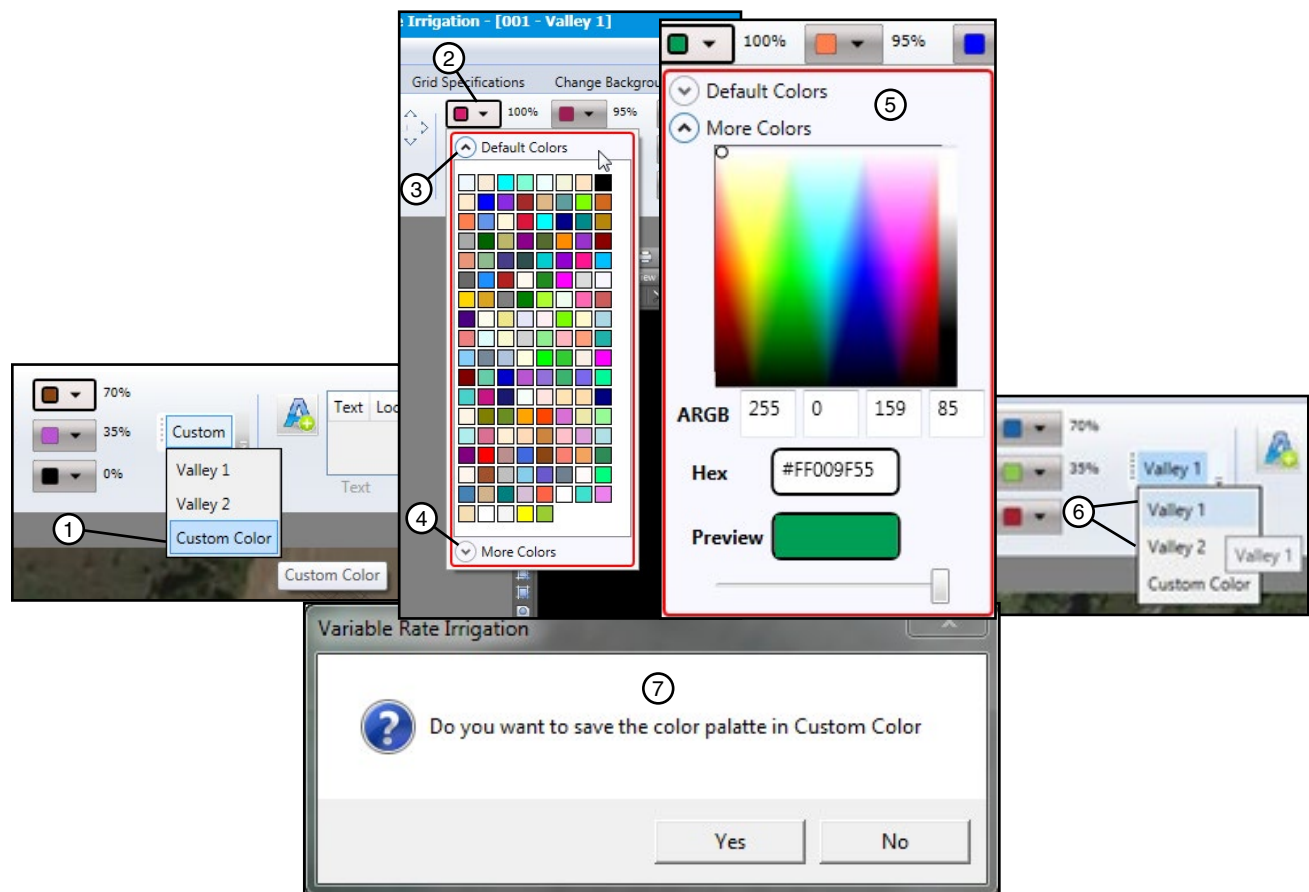 e Irrigation - [001 - Valley 1]
Grid Specifications Change Backgrou
2
100% 95%
3
Default Colors
4
More Colors
100% 95%
Default Colors
5
More Colors
ARGB 255 0 159 85
Hex #FF009F55
Preview
70%
35% Custom
0%
Text Loc
Text
Valley 1
Valley 2
1
Custom Color
Custom Color
70%
35% Valley 1
6
Valley 1
Valley 2
Valley 1
Custom Color
Variable Rate Irrigation
7
Do you want to save the color palatte in Custom Color
Yes No